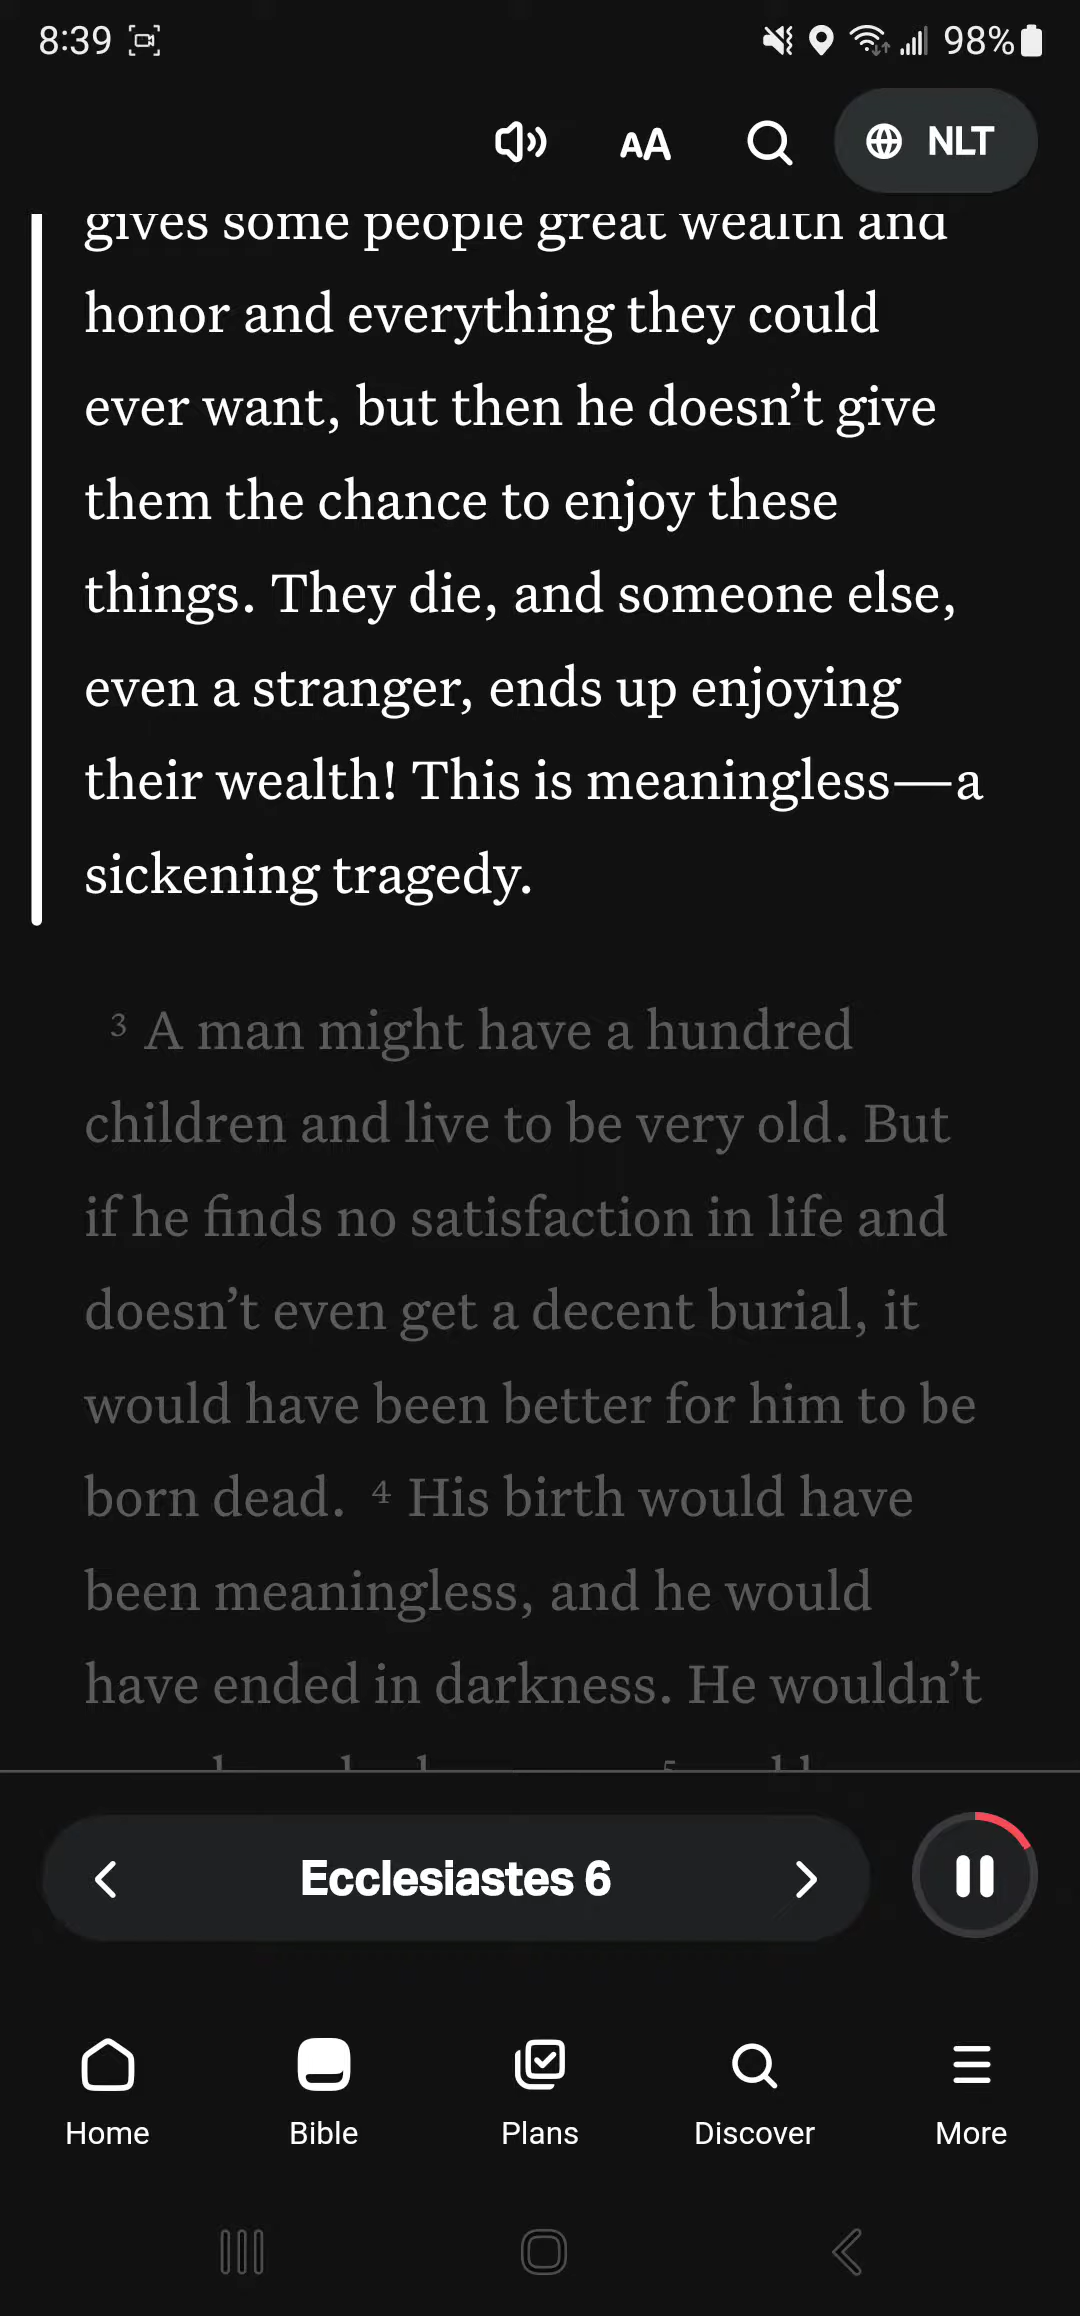 8:39 98%
NLT
gives some people great wealth and
honor and everything they could
ever want, but then he doesn’t give
them the chance to enjoy these
things. They die, and someone else,
even a stranger, ends up enjoying
their wealth! This is meaningless—a
sickening tragedy.
3 A man might have a hundred
children and live to be very old. But
if he finds no satisfaction in life and
doesn’t even get a decent burial, it
would have been better for him to be
born dead. 4 His birth would have
been meaningless, and he would
have ended in darkness. He wouldn’t
Ecclesiastes 6
Home Bible Plans Discover More